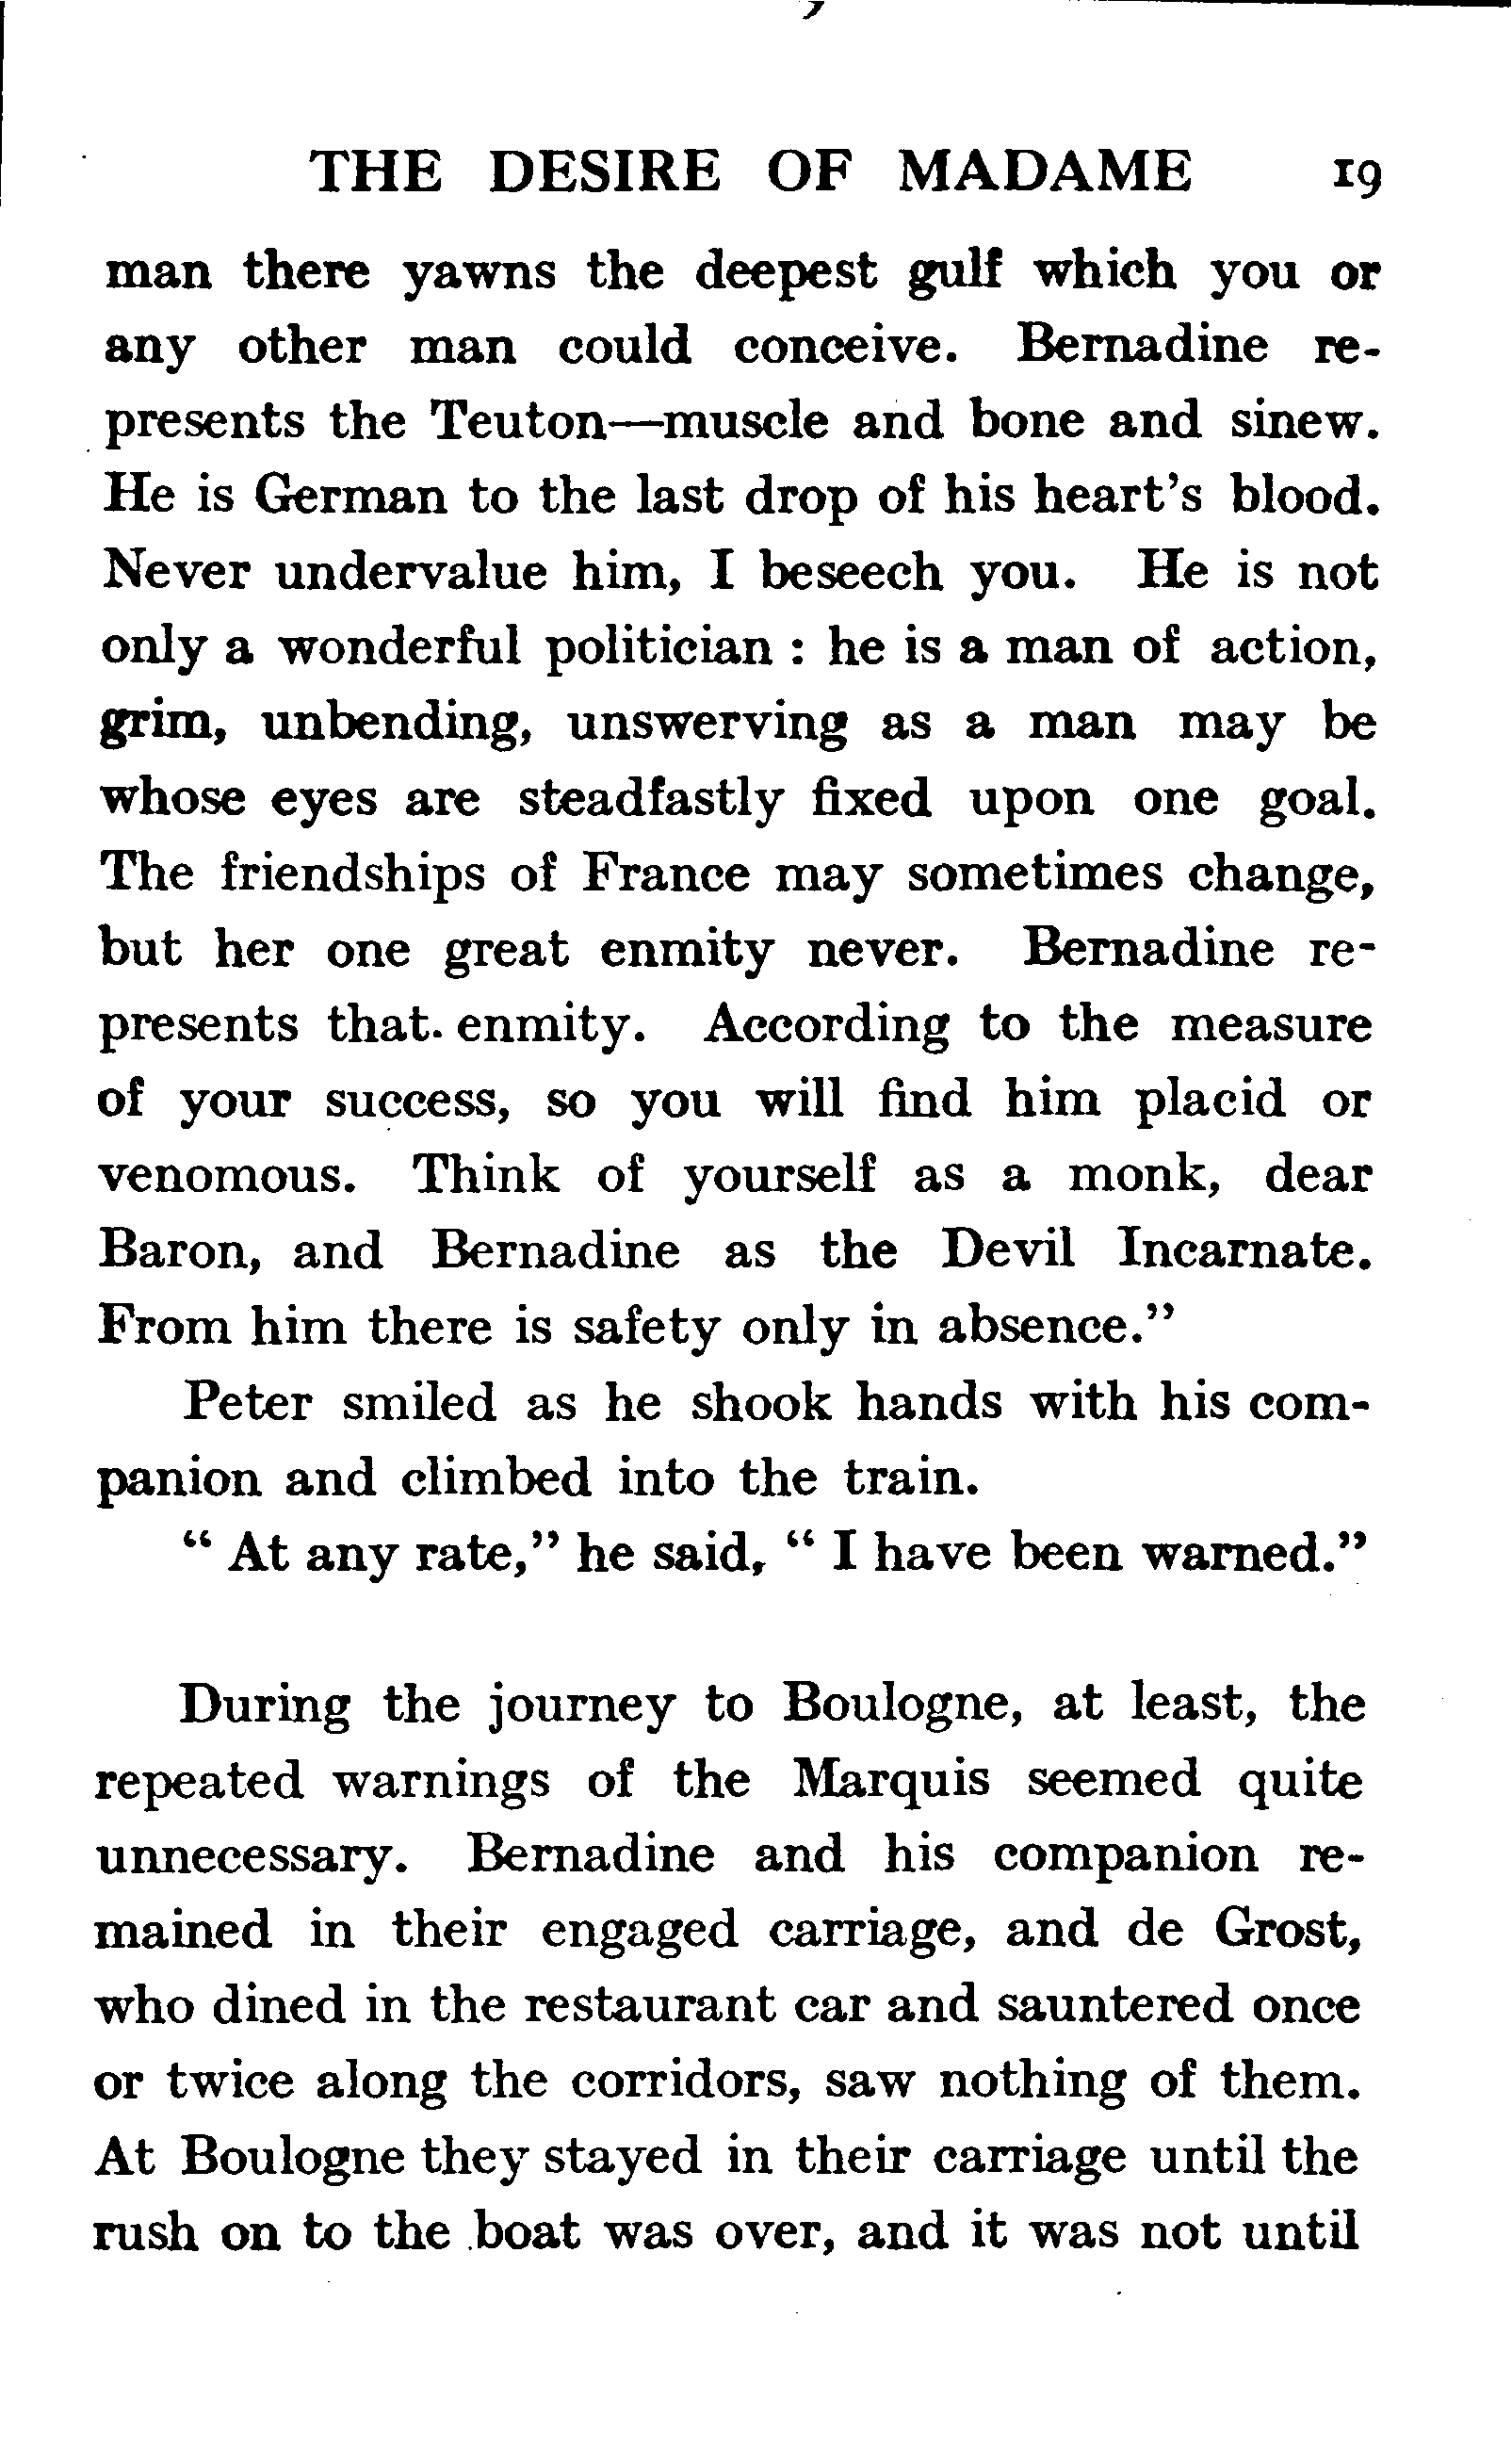 THE DESIRE OF MADAME 19
man there yawns the deepest gulf which you or
any other man could conceive. Bernadine re-
presents the Teuton—muscle and bone and sinew.
He is German to the last drop of his heart's blood.
Never undervalue him, I beseech you. He is not
only a wonderful politician : he is a man of action,
grim, unbending, unswerving as a man may be
whose eyes are steadfastly fixed upon one goal.
The friendships of France may sometimes change,
but her one great enmity never. Bernadine re-
presents that enmity. According to the measure
of your success, so you will find him placid or
venomous. Think of yourself as a monk, dear
Baron, and Bernadine as the Devil Incarnate.
From him there is safety only in absence."
Peter smiled as he shook hands with his com-
panion and climbed into the train.
" At any rate," he said, " I have been warned."
During the journey to Boulogne, at least, the
repeated warnings of the Marquis seemed quite
unnecessary. Bernadine and his companion re-
mained in their engaged carriage, and de Grost,
who dined in the restaurant car and sauntered once
or twice along the corridors, saw nothing of them.
At Boulogne they stayed in their carriage until the
rush on to the boat was over, and it was not until